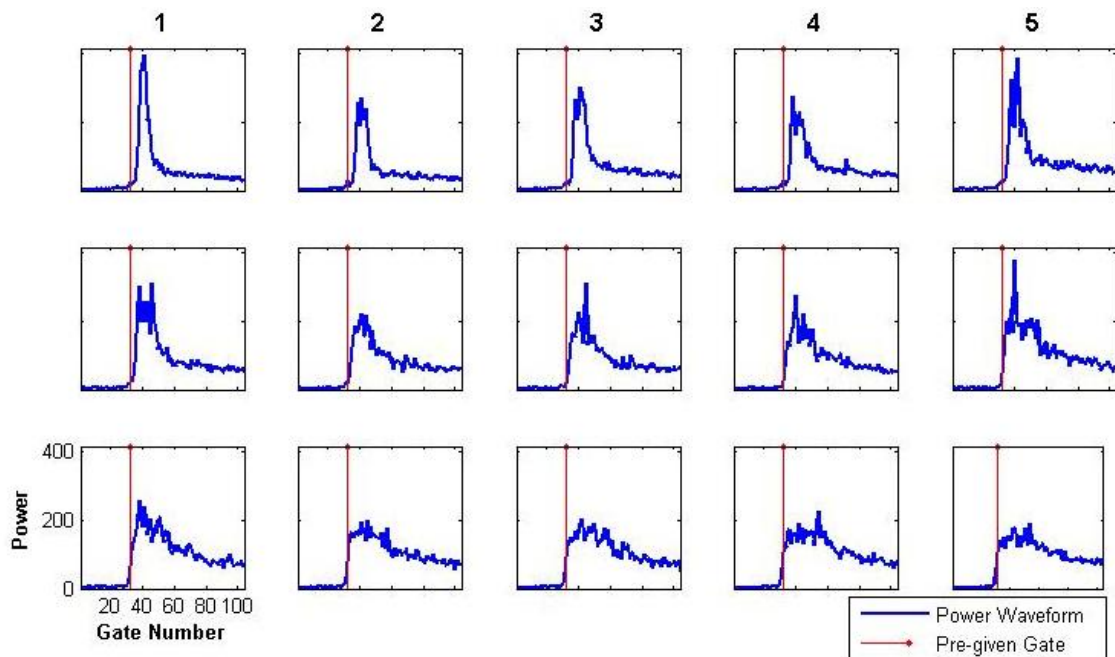 1 2 3 4 5
400
200
0
Power
20 40 60 80 100
Gate Number
Power Waveform
Pre-given Gate